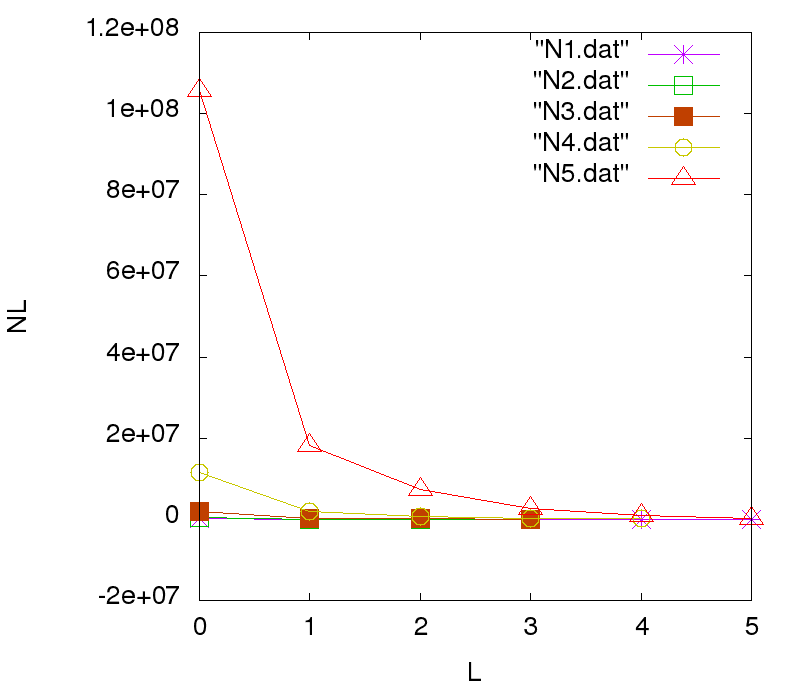 1.2e+08
1e+08
8e+07
6e+07
4e+07
2e+07
0
-2e+07
NL
"N1.dat"
"N2.dat"
"N3.dat"
"N4.dat"
"N5.dat"
0 1 2 3 4 5
L